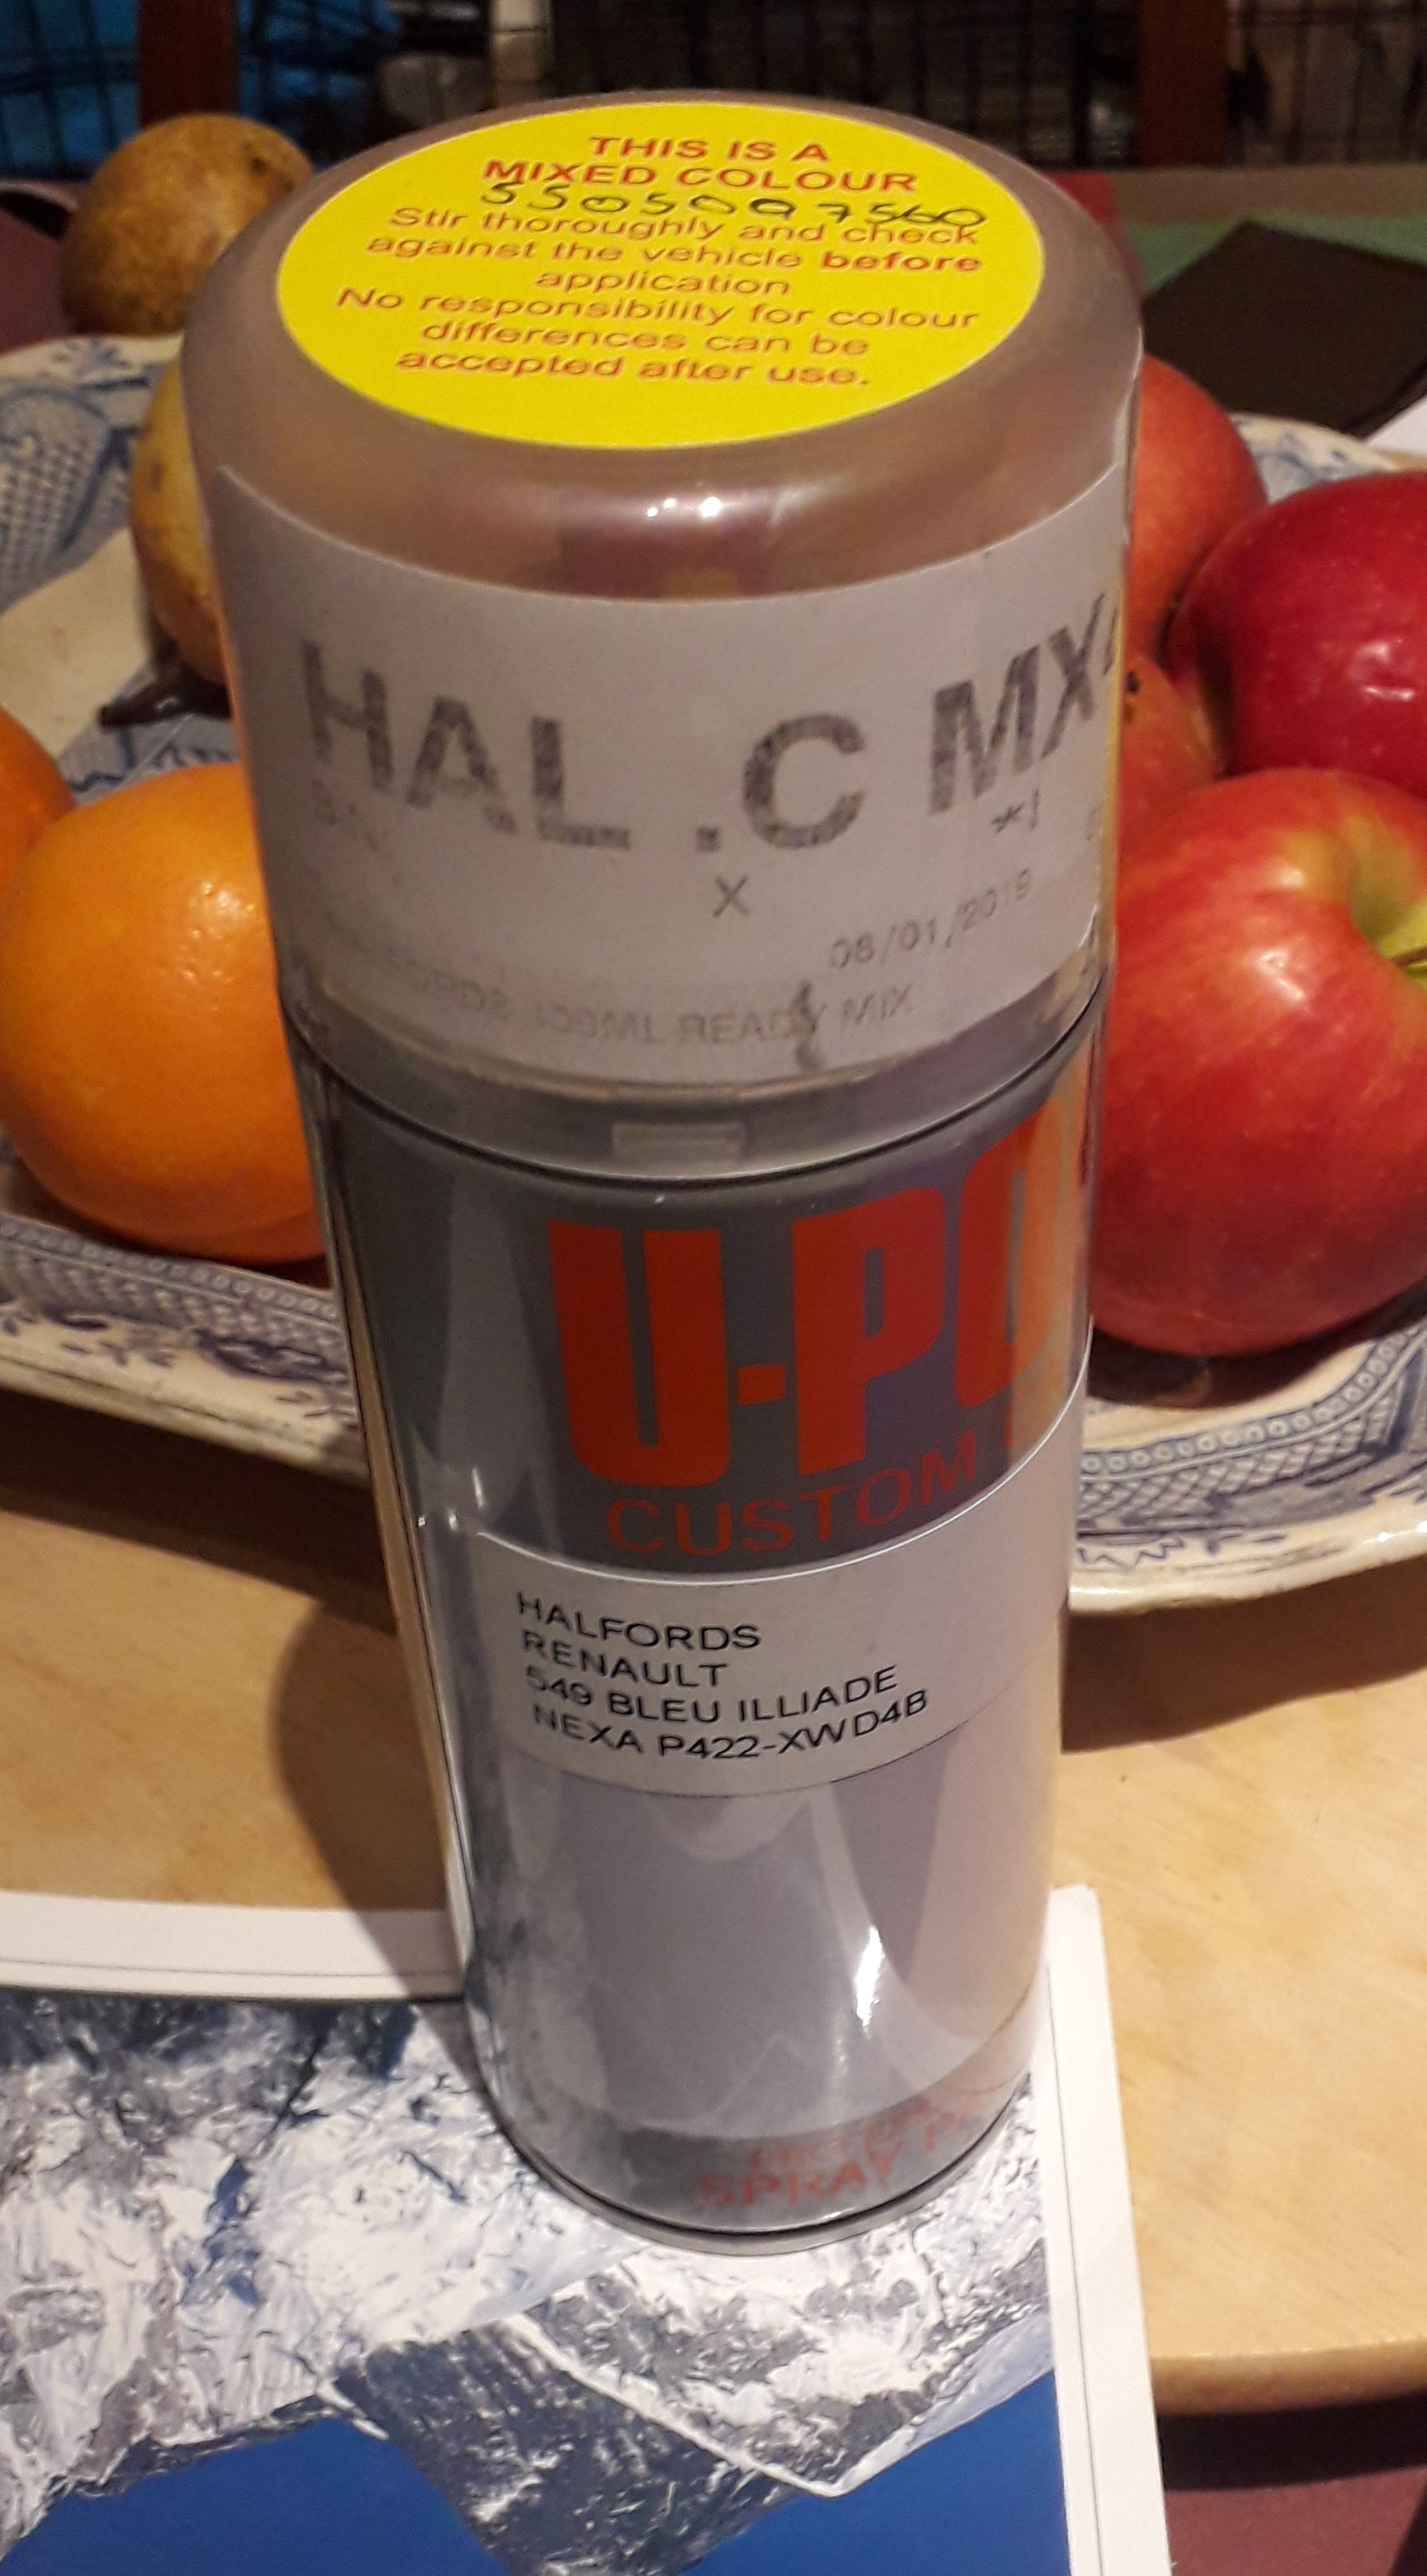 THIS IS A
MIXED COLOUR
Stir thoroughly and check
against the vehicle before
application
No responsibility for colour
differences can be
accepted after use.
HAL .C MX
X
08/01/2019
400ML READY MIX
U-PO
CUSTOM
HALFORDS
RENAULT
549 BLEU ILLIADE
NEXA P422-XWD4B
SPRAY